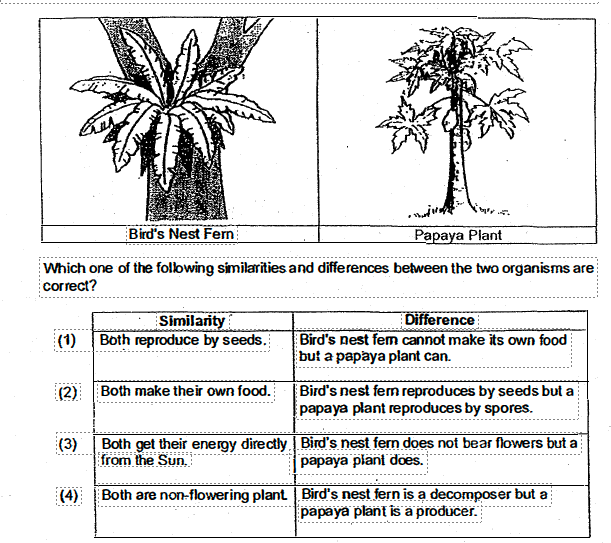 Bird's Nest Fern
Papaya Plant
Which one of the following similarities and differences between the two organisms are
correct?
Similarity
Difference
(1) Both reproduce by seeds. Bird's nest fern cannot make its own food
but a papaya plant can.
(2) Both make their own food. Bird's nest fern reproduces by seeds but a
papaya plant reproduces by spores.
(3) Both get their energy directly Bird's nest fern does not bear flowers but a
from the Sun. papaya plant does.
(4) Both are non-flowering plant. Bird's nest fern is a decomposer but a
papaya plant is a producer.